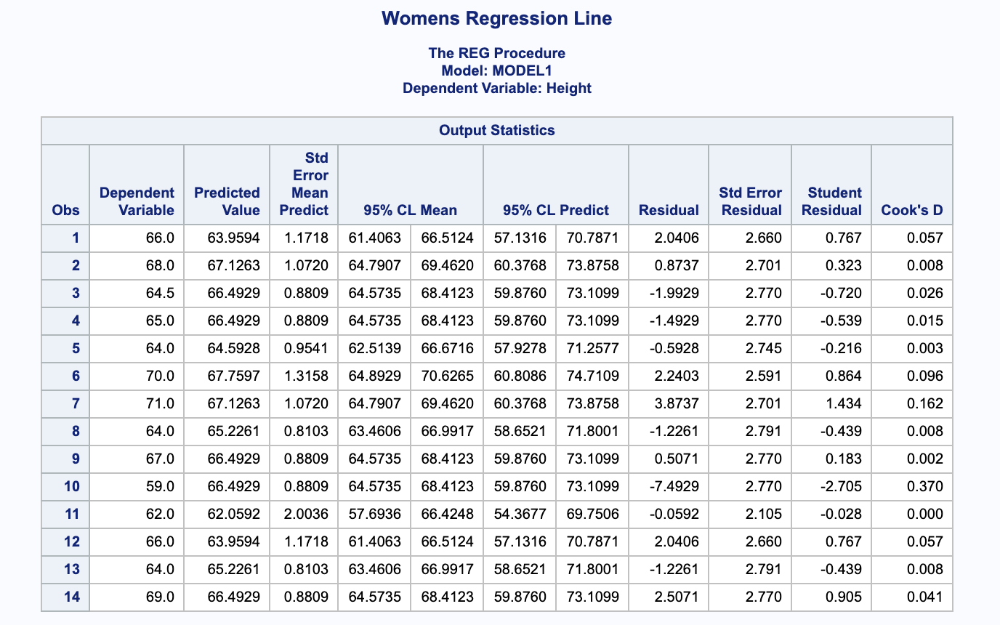 Womens Regression Line
The REG Procedure
Model: MODEL1
Dependent Variable: Height
Output Statistics
Obs Dependent Variable Predicted Value Std Error Mean Predict 95% CL Mean 95% CL Predict Residual Std Error Residual Student Residual Cook's D
1 66.0 63.9594 1.1718 61.4063 66.5124 57.1316 70.7871 2.0406 2.660 0.767 0.057
2 68.0 67.1263 1.0720 64.7907 69.4620 60.3768 73.8758 0.8737 2.701 0.323 0.008
3 64.5 66.4929 0.8809 64.5735 68.4123 59.8760 73.1099 -1.9929 2.770 -0.720 0.026
4 65.0 66.4929 0.8809 64.5735 68.4123 59.8760 73.1099 -1.4929 2.770 -0.539 0.015
5 64.0 64.5928 0.9541 62.5139 66.6716 57.9278 71.2577 -0.5928 2.745 -0.216 0.003
6 70.0 67.7597 1.3158 64.8929 70.6265 60.8086 74.7109 2.2403 2.591 0.864 0.096
7 71.0 67.1263 1.0720 64.7907 69.4620 60.3768 73.8758 3.8737 2.701 1.434 0.162
8 64.0 65.2261 0.8103 63.4606 66.9917 58.6521 71.8001 -1.2261 2.791 -0.439 0.008
9 67.0 66.4929 0.8809 64.5735 68.4123 59.8760 73.1099 0.5071 2.770 0.183 0.002
10 59.0 66.4929 0.8809 64.5735 68.4123 59.8760 73.1099 -7.4929 2.770 -2.705 0.370
11 62.0 62.0592 2.0036 57.6936 66.4248 54.3677 69.7506 -0.0592 2.105 -0.028 0.000
12 66.0 63.9594 1.1718 61.4063 66.5124 57.1316 70.7871 2.0406 2.660 0.767 0.057
13 64.0 65.2261 0.8103 63.4606 66.9917 58.6521 71.8001 -1.2261 2.791 -0.439 0.008
14 69.0 66.4929 0.8809 64.5735 68.4123 59.8760 73.1099 2.5071 2.770 0.905 0.041